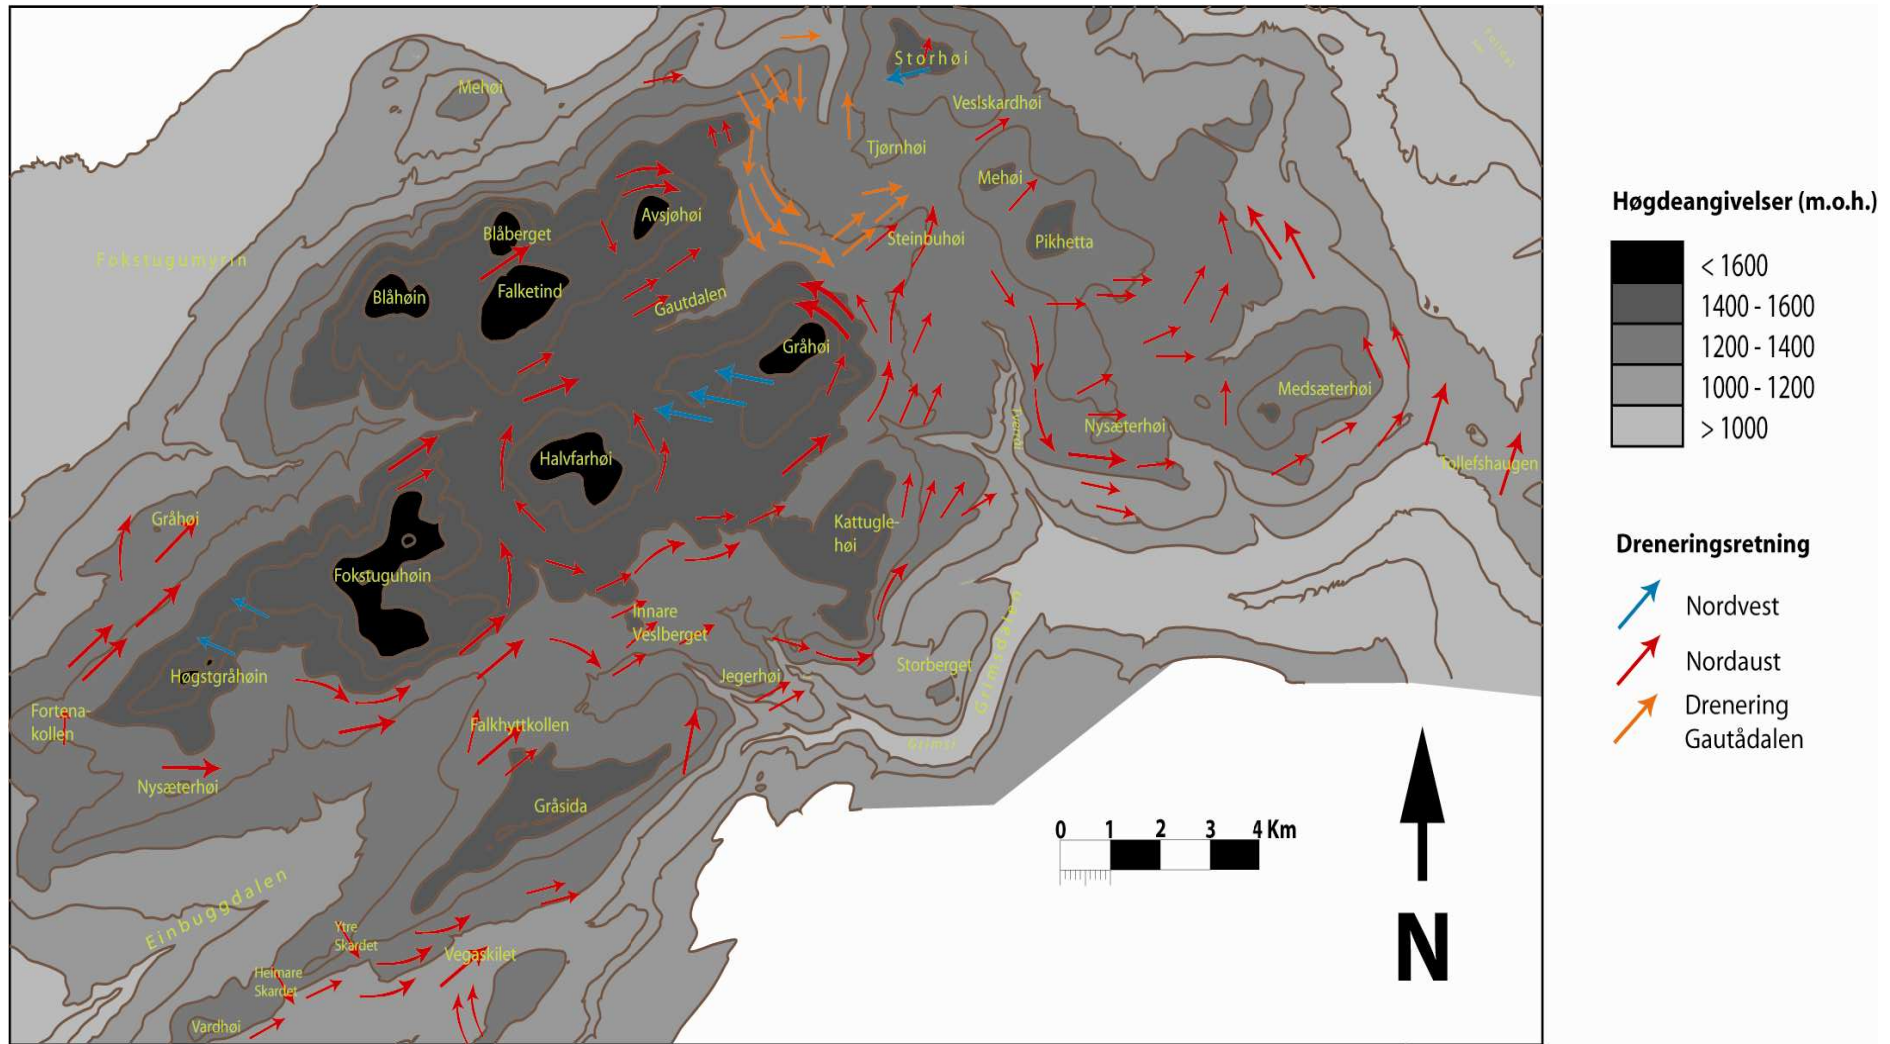 Storhøi
Mehøi
Veslskardhøi
Tjørnhøi
Mehøi
Avsjøhøi
Blåberget
Steinbuhøi
Pikhetta
Fokstugumyrin
Blåhøin
Falketind
Gautdalen
Gråhøi
Medsæterhøi
Nysæterhøi
Halvfarhøi
Tollefshaugen
Gråhøi
Kattugle-
høi
Fokstuguhøin
Innare
Veslberget
Grimsdalen
Høgstgråhøin
Jegerhøi
Storberget
Fortena-
kollen
Falkhyttkollen
Grimsi
Nysæterhøi
Gråsida
Einbuggdalen
Ytre
Skardet
Vegaskilet
Heimare
Skardet
Vardhøi
0 1 2 3 4 Km
N
Høgdeangivelser (m.o.h.)
< 1600
1400 - 1600
1200 - 1400
1000 - 1200
> 1000
Dreneringsretning
Nordvest
Nordaust
Drenering
Gautådalen